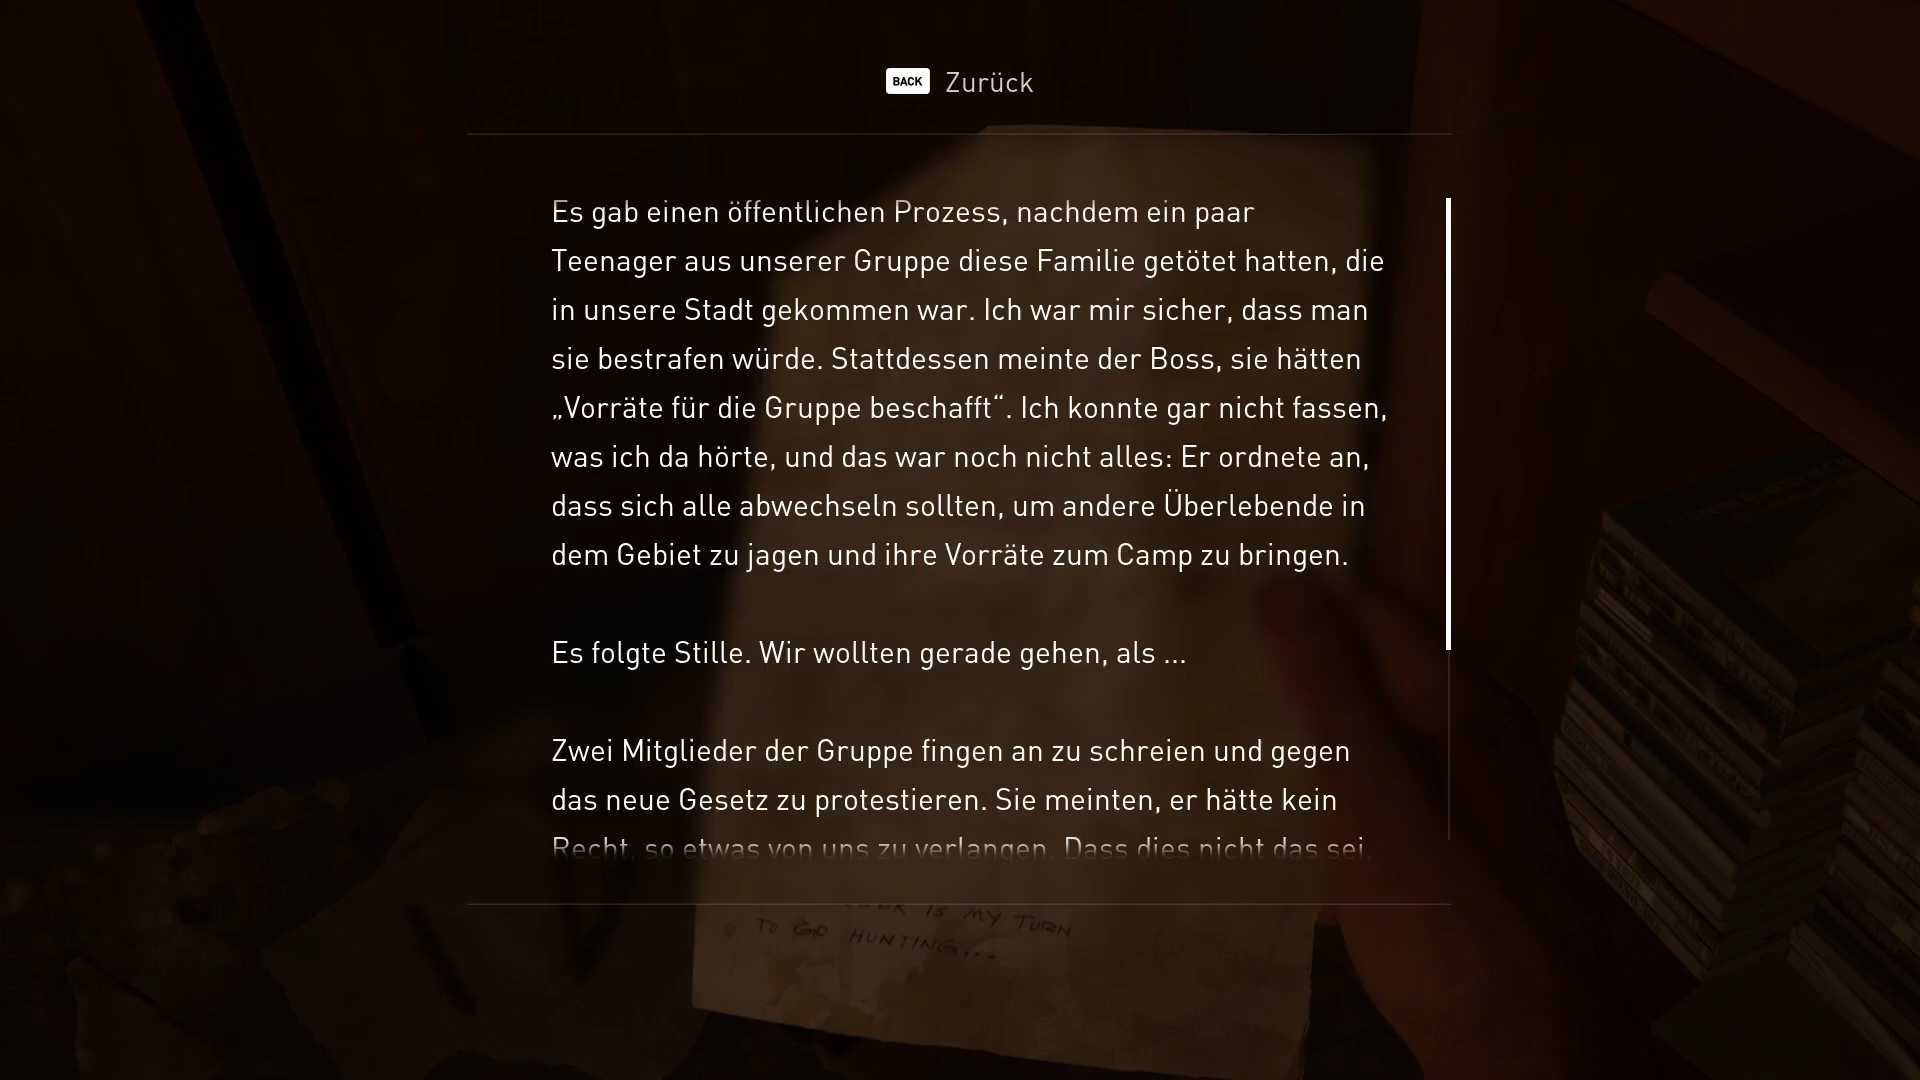 BACK Zurück
Es gab einen öffentlichen Prozess, nachdem ein paar
Teenager aus unserer Gruppe diese Familie getötet hatten, die
in unsere Stadt gekommen war. Ich war mir sicher, dass man
sie bestrafen würde. Stattdessen meinte der Boss, sie hätten
„Vorräte für die Gruppe beschafft“. Ich konnte gar nicht fassen,
was ich da hörte, und das war noch nicht alles: Er ordnete an,
dass sich alle abwechseln sollten, um andere Überlebende in
dem Gebiet zu jagen und ihre Vorräte zum Camp zu bringen.
Es folgte Stille. Wir wollten gerade gehen, als ...
Zwei Mitglieder der Gruppe fingen an zu schreien und gegen
das neue Gesetz zu protestieren. Sie meinten, er hätte kein
Recht, so etwas von uns zu verlangen. Dass dies nicht das sei,
IS MY TURN
TO GO HUNTING...